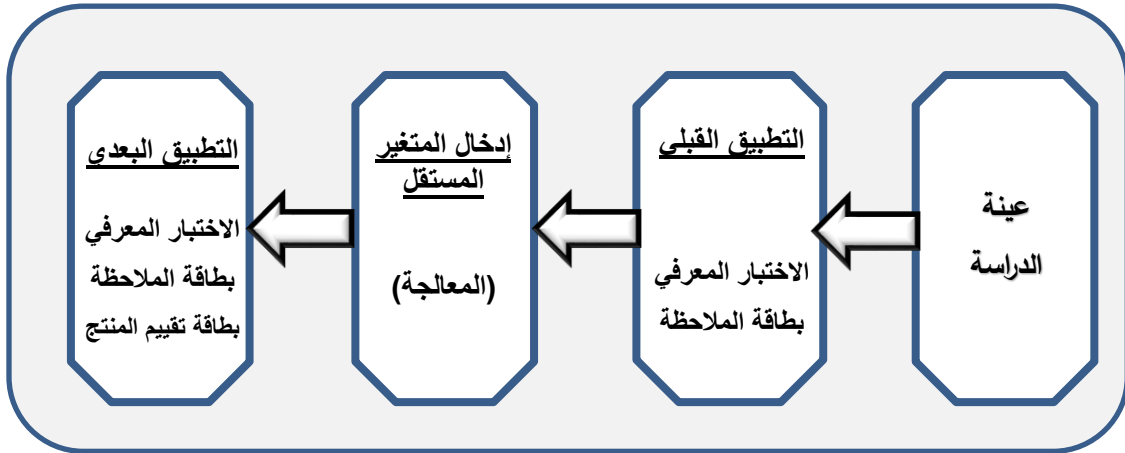 عينة
الدراسة
التطبيق القبلي
الاختبار المعرفي
بطاقة الملاحظة
إدخال المتغير
المستقل
(المعالجة)
التطبيق البعدي
الاختبار المعرفي
بطاقة الملاحظة
بطاقة تقييم المنتج